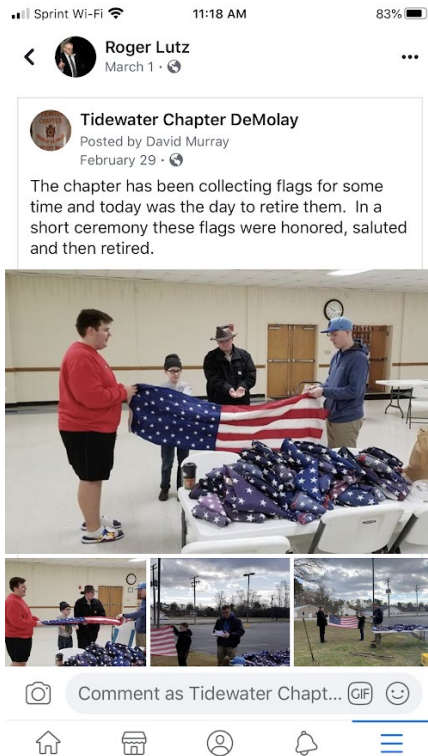 Sprint Wi-Fi 11:18 AM 83%
Roger Lutz
March 1 ·
Tidewater Chapter DeMolay
Posted by David Murray
February 29 ·
The chapter has been collecting flags for some
time and today was the day to retire them. In a
short ceremony these flags were honored, saluted
and then retired.
Comment as Tidewater Chapt... GIF